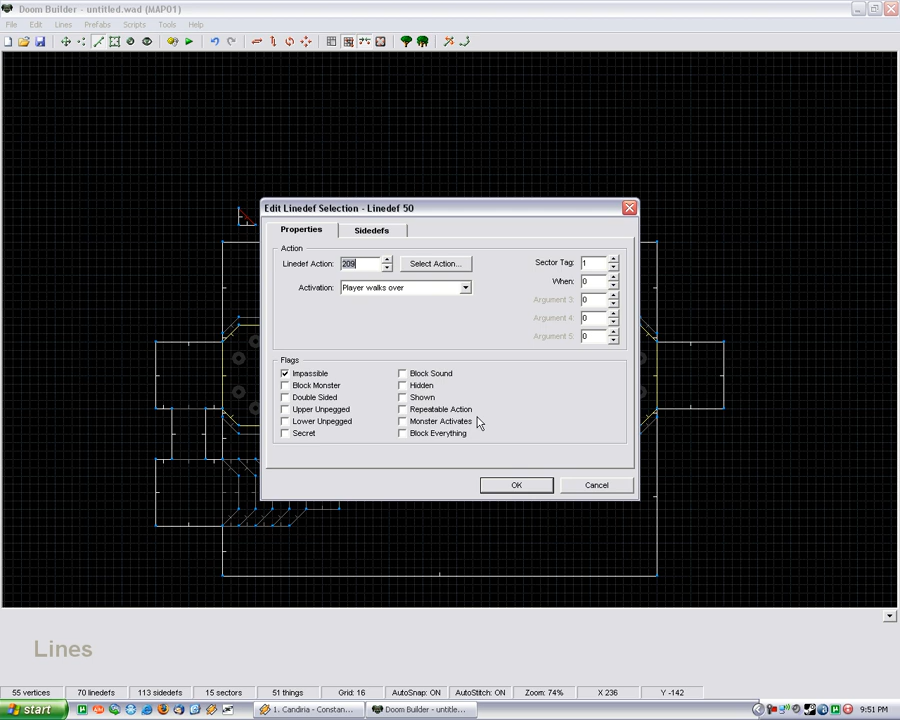 Doom Builder - untitled.wad (MAP01)
File Edit Lines Prefabs Scripts Tools Help
Edit Linedef Selection - Linedef 50
Properties Sidedefs
Action
Linedef Action: 209 Select Action... Sector Tag: 1
When: 0
Activation: Player walks over
Argument 3: 0
Argument 4: 0
Argument 5: 0
Flags
Impassible Block Sound
Block Monster Hidden
Double Sided Shown
Upper Unpegged Repeatable Action
Lower Unpegged Monster Activates
Secret Block Everything
OK Cancel
Lines
55 vertices 70 linedefs 113 sidedefs 15 sectors 51 things Grid: 16 AutoSnap: ON AutoStitch: ON Zoom: 74% X 236 Y -142
start 1. Candiria - Constan... Doom Builder - untitle... 9:51 PM